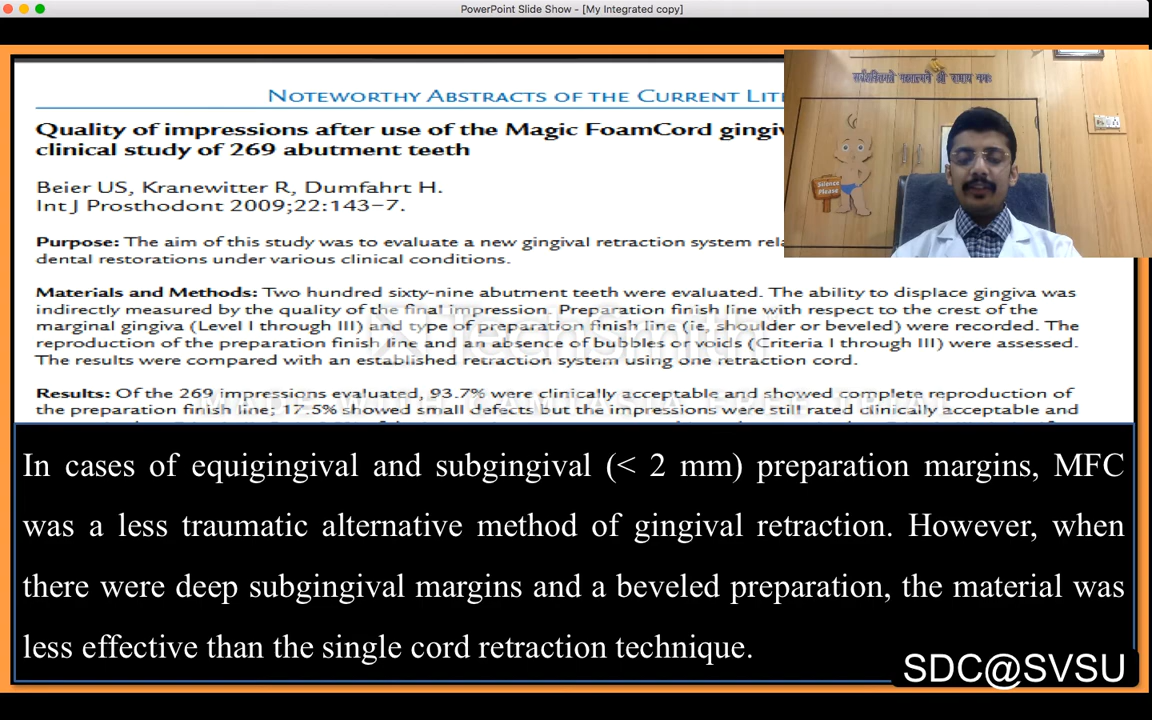 PowerPoint Slide Show - [My Integrated copy]
NOTEWORTHY ABSTRACTS OF THE CURRENT
Quality of impressions after use of the Magic FoamCord
clinical study of 269 abutment teeth
Beier US, Kranewitter R, Dumfahrt H.
Int J Prosthodont 2009;22:143–7.
Purpose: The aim of this study was to evaluate a new gingival retraction system
dental restorations under various clinical conditions.
Materials and Methods: Two hundred sixty-nine abutment teeth were evaluated. The ability to displace gingiva was
indirectly measured by the quality of the final impression. Preparation finish line with respect to the crest of the
marginal gingiva (Level I through III) and type of preparation finish line (ie, shoulder or beveled) were recorded. The
reproduction of the preparation finish line and an absence of bubbles or voids (Criteria I through III) were assessed.
The results were compared with an established retraction system using one retraction cord.
Results: Of the 269 impressions evaluated, 93.7% were clinically acceptable and showed complete reproduction of
the preparation finish line; 17.5% showed small defects but the impressions were still rated clinically acceptable and
In cases of equigingival and subgingival (< 2 mm) preparation margins, MFC
was a less traumatic alternative method of gingival retraction. However, when
there were deep subgingival margins and a beveled preparation, the material was
less effective than the single cord retraction technique.
SDC@SVSU
Silence
Please
TechSmith